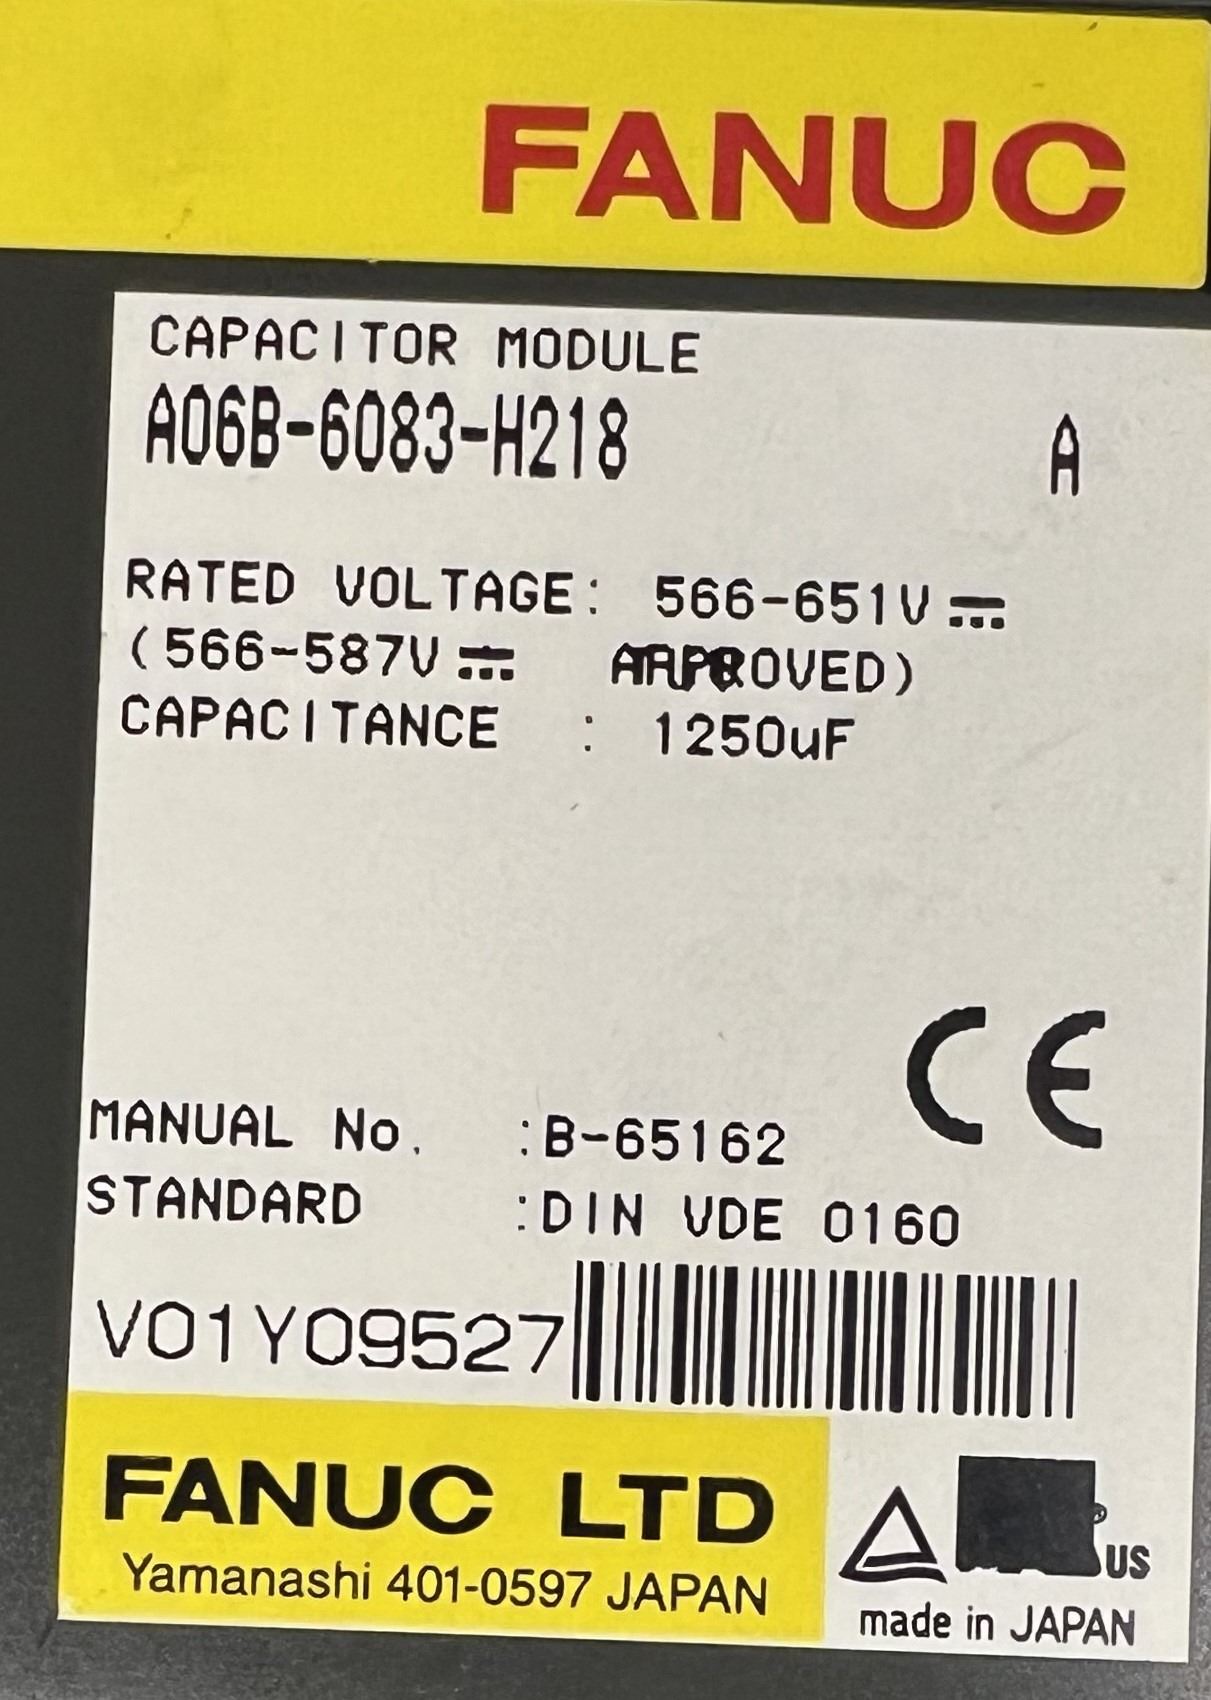 FANUC
CAPACITOR MODULE
A06B-6083-H218 A
RATED VOLTAGE: 566-651V
(566-587V APPROVED)
CAPACITANCE : 1250uF
CE
MANUAL No. :B-65162
STANDARD :DIN VDE 0160
V01Y09527
FANUC LTD
Yamanashi 401-0597 JAPAN
US
made in JAPAN